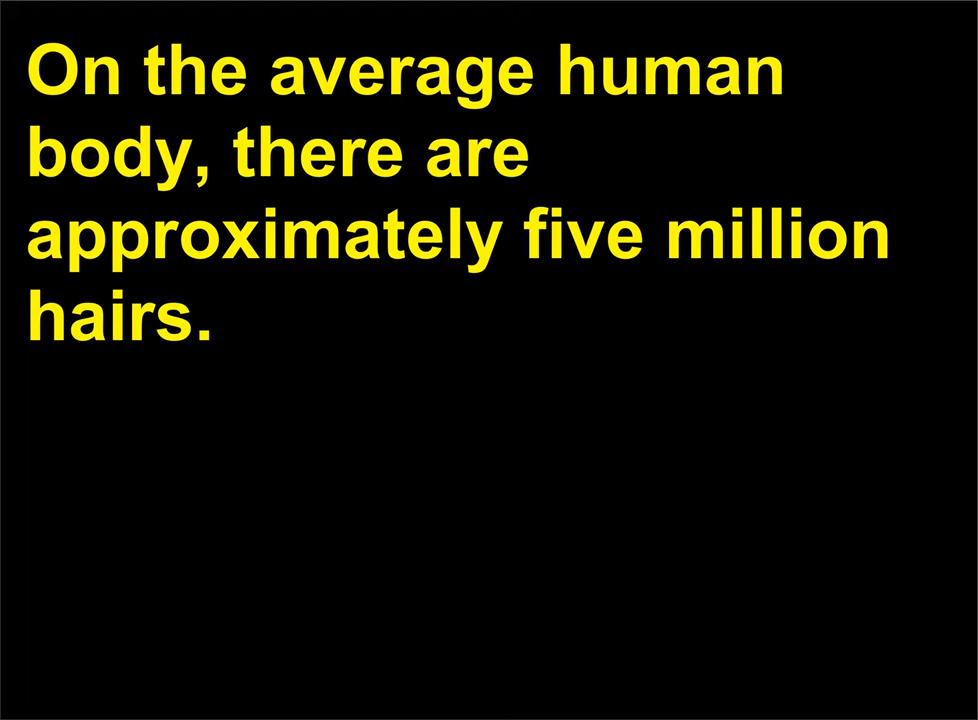 On the average human
body, there are
approximately five million
hairs.